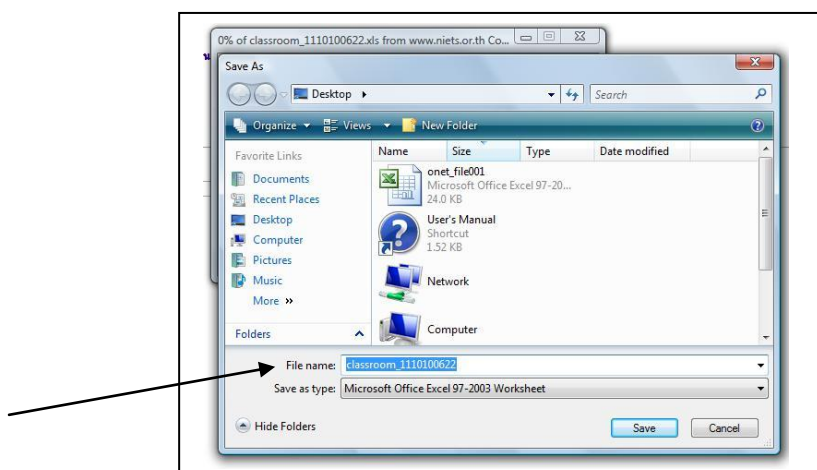 0% of classroom_1110100622.xls from www.niets.or.th Co...
Save As
Desktop
Search
Organize Views New Folder
Favorite Links
Documents
Recent Places
Desktop
Computer
Pictures
Music
More »
Folders
Name Size Type Date modified
onet_file001
Microsoft Office Excel 97-20...
24.0 KB
User's Manual
Shortcut
1.52 KB
Network
Computer
File name: classroom_1110100622
Save as type: Microsoft Office Excel 97-2003 Worksheet
Hide Folders
Save Cancel